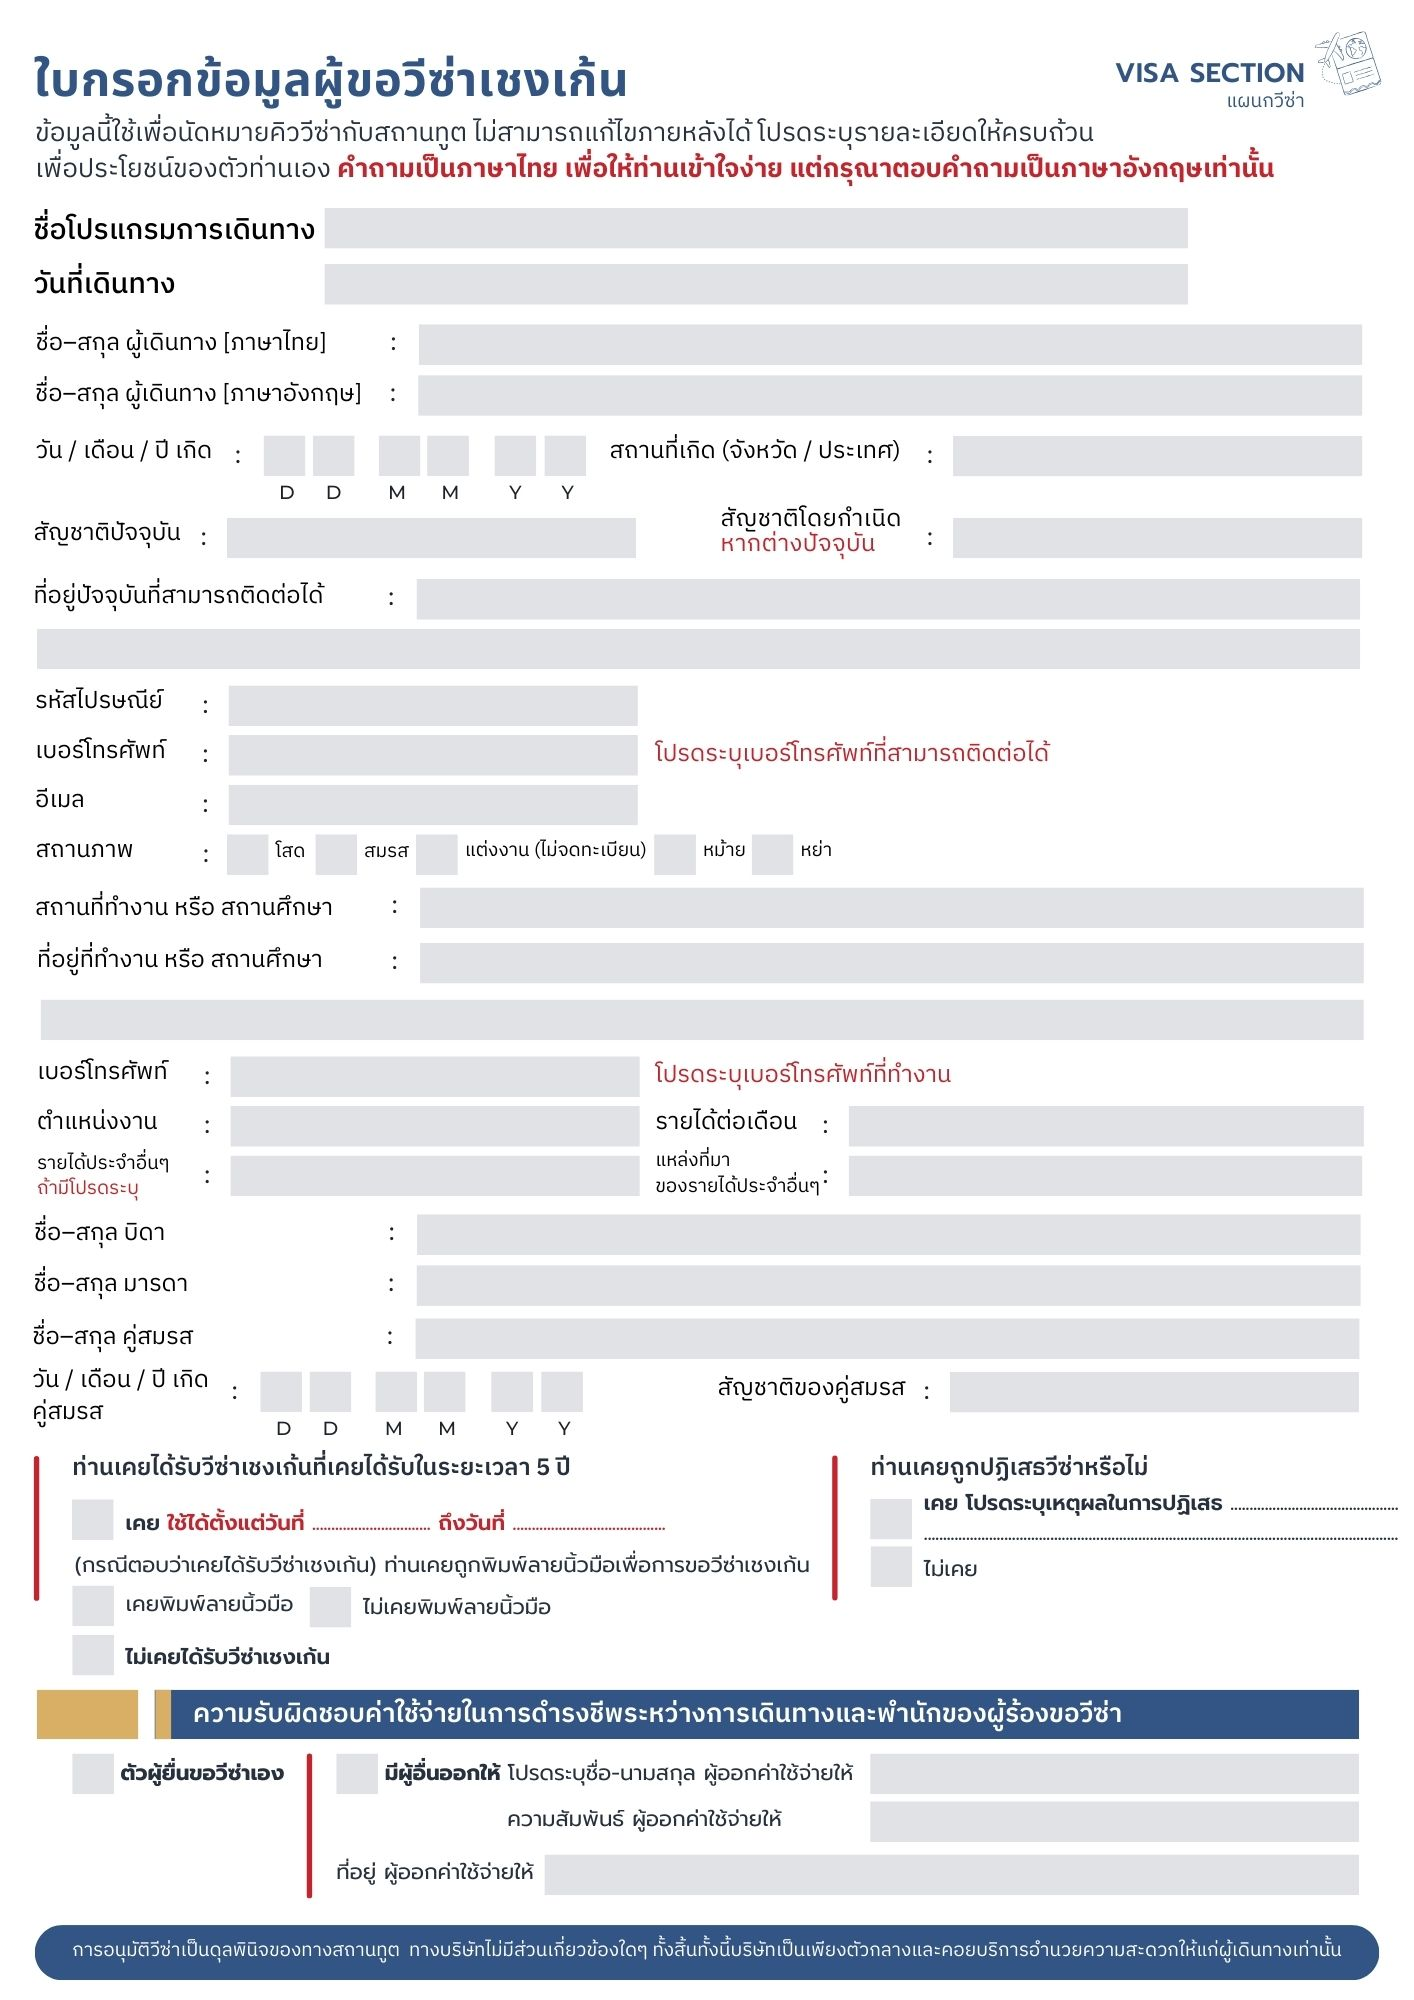 ใบกรอกข้อมูลผู้ขอวีซ่าเชงเก้น
VISA SECTION
แผนกวีซ่า
ข้อมูลนี้ใช้เพื่อนัดหมายคิววีซ่ากับสถานทูต ไม่สามารถแก้ไขภายหลังได้ โปรดระบุรายละเอียดให้ครบถ้วน
เพื่อประโยชน์ของตัวท่านเอง คำถามเป็นภาษาไทย เพื่อให้ท่านเข้าใจง่าย แต่กรุณาตอบคำถามเป็นภาษาอังกฤษเท่านั้น
ชื่อโปรแกรมการเดินทาง
วันที่เดินทาง
ชื่อ–สกุล ผู้เดินทาง [ภาษาไทย] :
ชื่อ–สกุล ผู้เดินทาง [ภาษาอังกฤษ] :
วัน / เดือน / ปี เกิด : สถานที่เกิด (จังหวัด / ประเทศ) :
D D M M Y Y
สัญชาติปัจจุบัน : สัญชาติโดยกำเนิด :
หากต่างปัจจุบัน
ที่อยู่ปัจจุบันที่สามารถติดต่อได้ :
รหัสไปรษณีย์ :
เบอร์โทรศัพท์ : โปรดระบุเบอร์โทรศัพท์ที่สามารถติดต่อได้
อีเมล :
สถานภาพ : โสด สมรส แต่งงาน (ไม่จดทะเบียน) หม้าย หย่า
สถานที่ทำงาน หรือ สถานศึกษา :
ที่อยู่ที่ทำงาน หรือ สถานศึกษา :
เบอร์โทรศัพท์ : โปรดระบุเบอร์โทรศัพท์ที่ทำงาน
ตำแหน่งงาน : รายได้ต่อเดือน :
รายได้ประจำอื่นๆ : แหล่งที่มา
ถ้ามีโปรดระบุ ของรายได้ประจำอื่นๆ :
ชื่อ–สกุล บิดา :
ชื่อ–สกุล มารดา :
ชื่อ–สกุล คู่สมรส :
วัน / เดือน / ปี เกิด : สัญชาติของคู่สมรส :
คู่สมรส
D D M M Y Y
ท่านเคยได้รับวีซ่าเชงเก้นที่เคยได้รับในระยะเวลา 5 ปี
เคย ใช้ได้ตั้งแต่วันที่ .............................. ถึงวันที่ .......................................
(กรณีตอบว่าเคยได้รับวีซ่าเชงเก้น) ท่านเคยถูกพิมพ์ลายนิ้วมือเพื่อการขอวีซ่าเชงเก้น
เคยพิมพ์ลายนิ้วมือ ไม่เคยพิมพ์ลายนิ้วมือ
ไม่เคยได้รับวีซ่าเชงเก้น
ท่านเคยถูกปฏิเสธวีซ่าหรือไม่
เคย โปรดระบุเหตุผลในการปฏิเสธ ...........................................
.........................................................................................................................
ไม่เคย
ความรับผิดชอบค่าใช้จ่ายในการดำรงชีพระหว่างการเดินทางและพำนักของผู้ร้องขอวีซ่า
ตัวผู้ยื่นขอวีซ่าเอง มีผู้อื่นออกให้ โปรดระบุชื่อ-นามสกุล ผู้ออกค่าใช้จ่ายให้
ความสัมพันธ์ ผู้ออกค่าใช้จ่ายให้
ที่อยู่ ผู้ออกค่าใช้จ่ายให้
การอนุมัติวีซ่าเป็นดุลพินิจของทางสถานทูต ทางบริษัทไม่มีส่วนเกี่ยวข้องใดๆ ทั้งสิ้นทั้งนี้บริษัทเป็นเพียงตัวกลางและคอยบริการอำนวยความสะดวกให้แก่ผู้เดินทางเท่านั้น